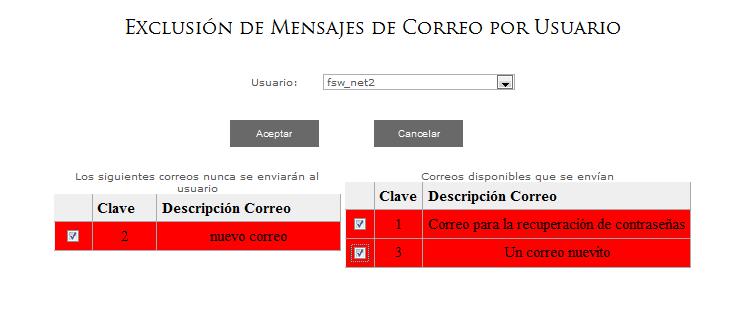 EXCLUSIÓN DE MENSAJES DE CORREO POR USUARIO
Usuario: fsw_net2
Aceptar Cancelar
Los siguientes correos nunca se enviarán al
usuario
Clave Descripción Correo
2 nuevo correo
Correos disponibles que se envían
Clave Descripción Correo
1 Correo para la recuperación de contraseñas
3 Un correo nuevito